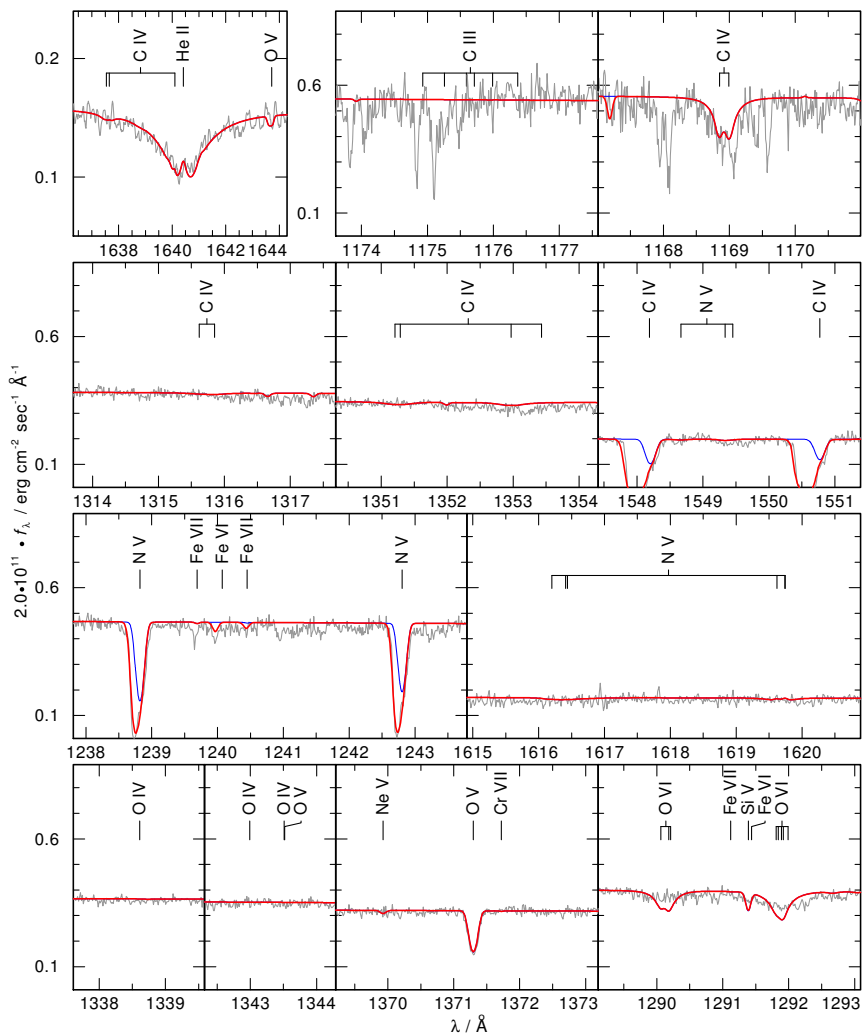 C IV He II O V
C III
C IV
0.2
0.1
0.6
0.1
1638 1640 1642 1644
1174 1175 1176 1177
1168 1169 1170
C IV
C IV
C IV N V C IV
0.6
0.1
1314 1315 1316 1317
1351 1352 1353 1354
1548 1549 1550 1551
N V Fe VII Fe VI Fe VII N V
N V
0.6
0.1
1238 1239 1240 1241 1242 1243
1615 1616 1617 1618 1619 1620
O IV
O IV O IV O V
Ne V O V Cr VII
O VI Fe VII Si V Fe VI O VI
0.6
0.1
1338 1339
1343 1344
1370 1371 1372 1373
1290 1291 1292 1293
2.0•10¹¹ • f_λ / erg cm⁻² sec⁻¹ Å⁻¹
λ / Å